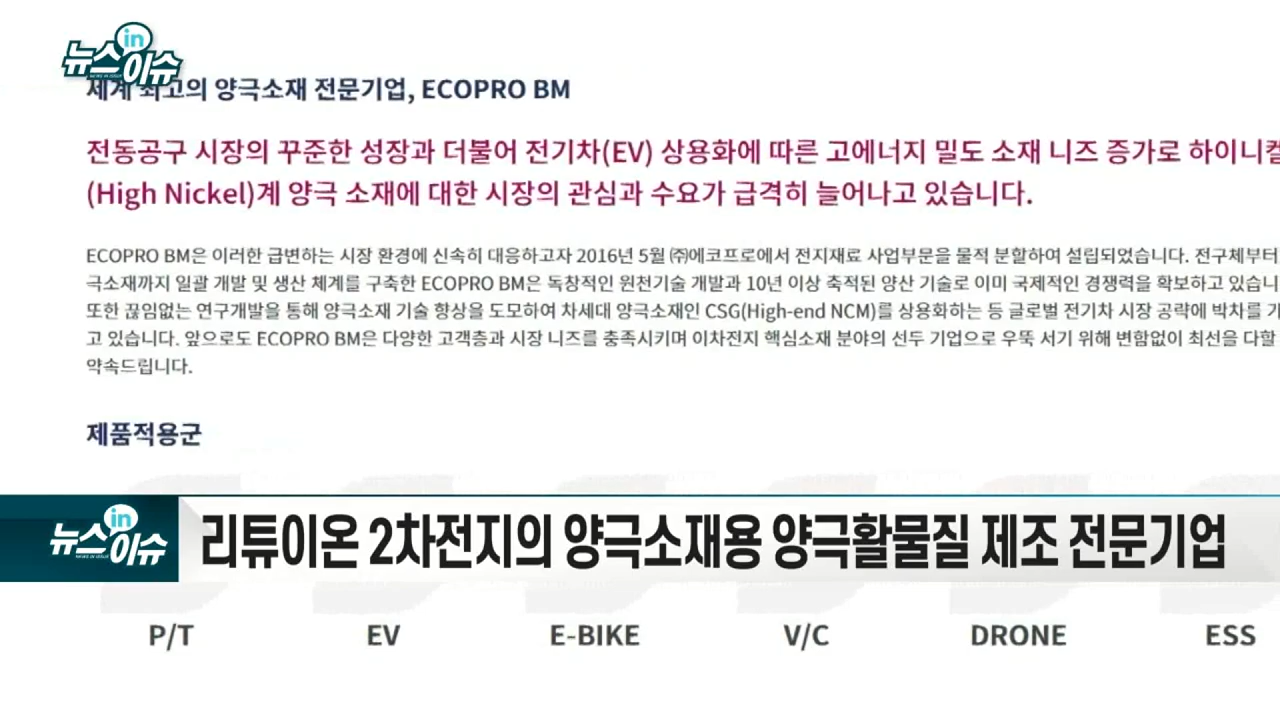 뉴스in이슈
NEWS IN ISSUE
세계 최고의 양극소재 전문기업, ECOPRO BM
전동공구 시장의 꾸준한 성장과 더불어 전기차(EV) 상용화에 따른 고에너지 밀도 소재 니즈 증가로 하이니켈
(High Nickel)계 양극 소재에 대한 시장의 관심과 수요가 급격히 늘어나고 있습니다.
ECOPRO BM은 이러한 급변하는 시장 환경에 신속히 대응하고자 2016년 5월 ㈜에코프로에서 전지재료 사업부문을 물적 분할하여 설립되었습니다. 전구체부터
극소재까지 일괄 개발 및 생산 체계를 구축한 ECOPRO BM은 독창적인 원천기술 개발과 10년 이상 축적된 양산 기술로 이미 국제적인 경쟁력을 확보하고 있습니
또한 끊임없는 연구개발을 통해 양극소재 기술 향상을 도모하여 차세대 양극소재인 CSG(High-end NCM)를 상용화하는 등 글로벌 전기차 시장 공략에 박차를 가
고 있습니다. 앞으로도 ECOPRO BM은 다양한 고객층과 시장 니즈를 충족시키며 이차전지 핵심소재 분야의 선두 기업으로 우뚝 서기 위해 변함없이 최선을 다할
약속드립니다.
제품적용군
뉴스in이슈
NEWS IN ISSUE
리튜이온 2차전지의 양극소재용 양극활물질 제조 전문기업
P/T EV E-BIKE V/C DRONE ESS